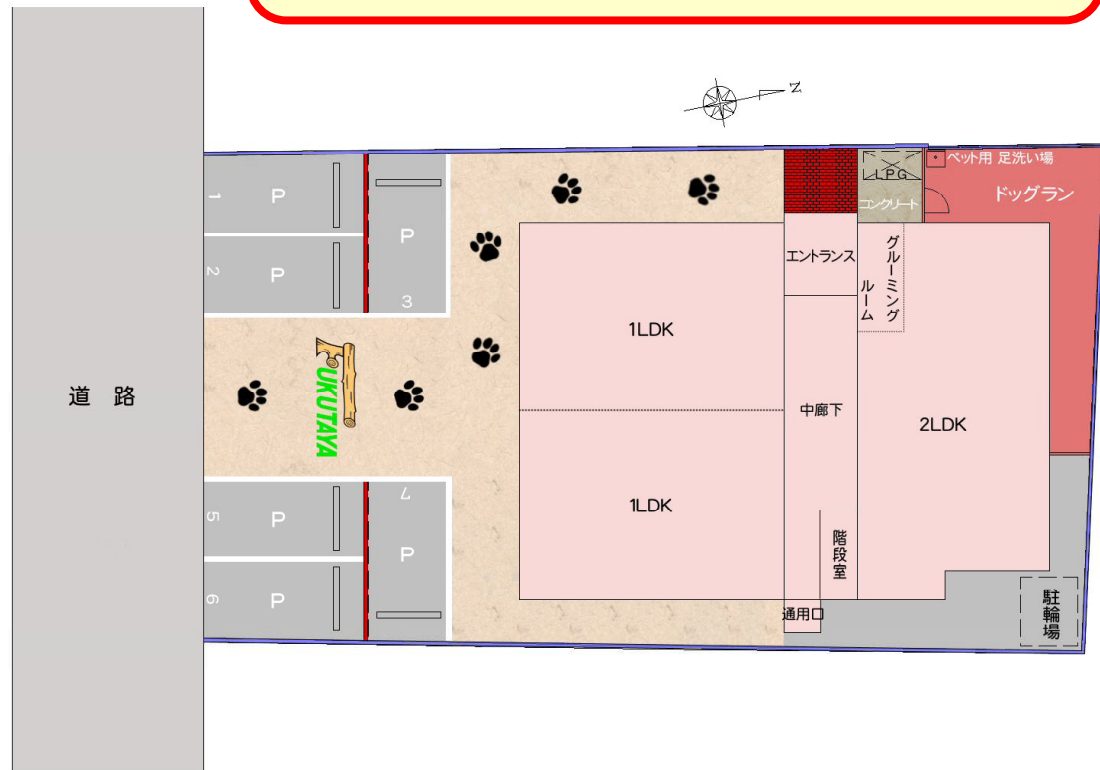 N
ペット用 足洗い場
LPG
ドッグラン
コンクリート
1
P
P
3
2
P
エントランス
グルーミング
ルーム
1LDK
道 路
UKUTAYA
中廊下
2LDK
1LDK
5
P
7
P
階段室
6
P
通用口
駐輪場